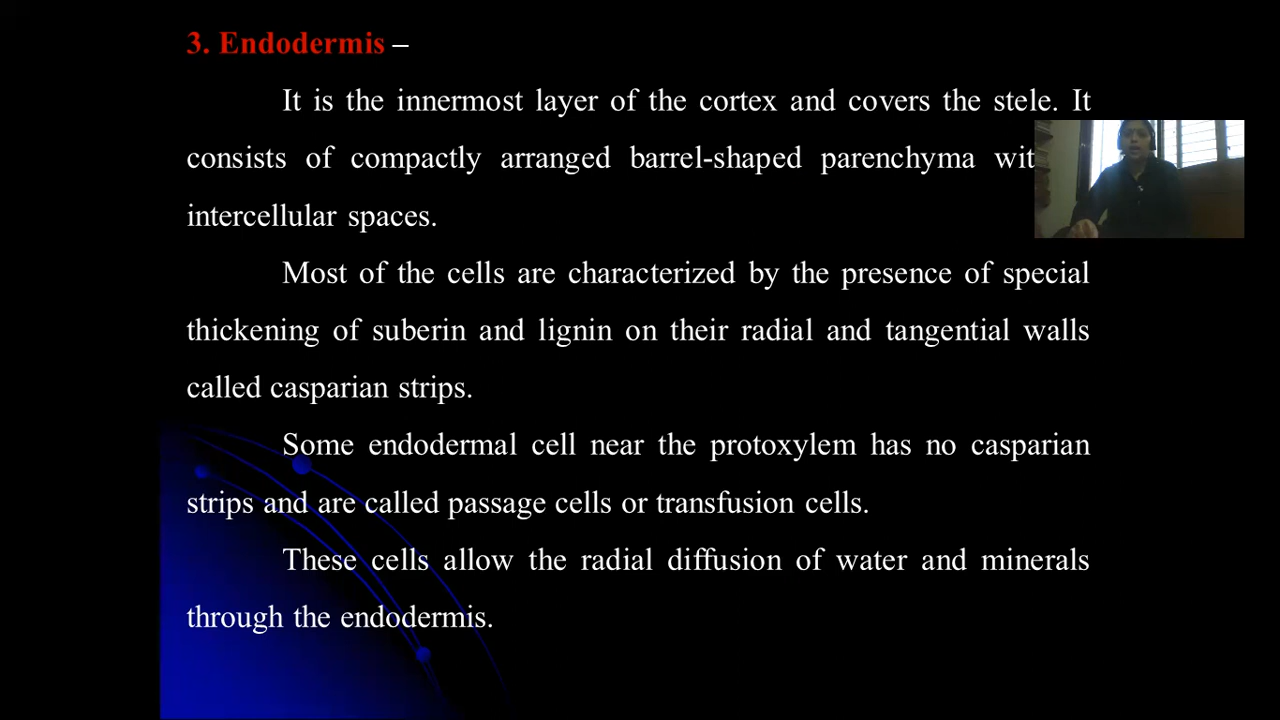 3. Endodermis –
It is the innermost layer of the cortex and covers the stele. It
consists of compactly arranged barrel-shaped parenchyma wit
intercellular spaces.
Most of the cells are characterized by the presence of special
thickening of suberin and lignin on their radial and tangential walls
called casparian strips.
Some endodermal cell near the protoxylem has no casparian
strips and are called passage cells or transfusion cells.
These cells allow the radial diffusion of water and minerals
through the endodermis.